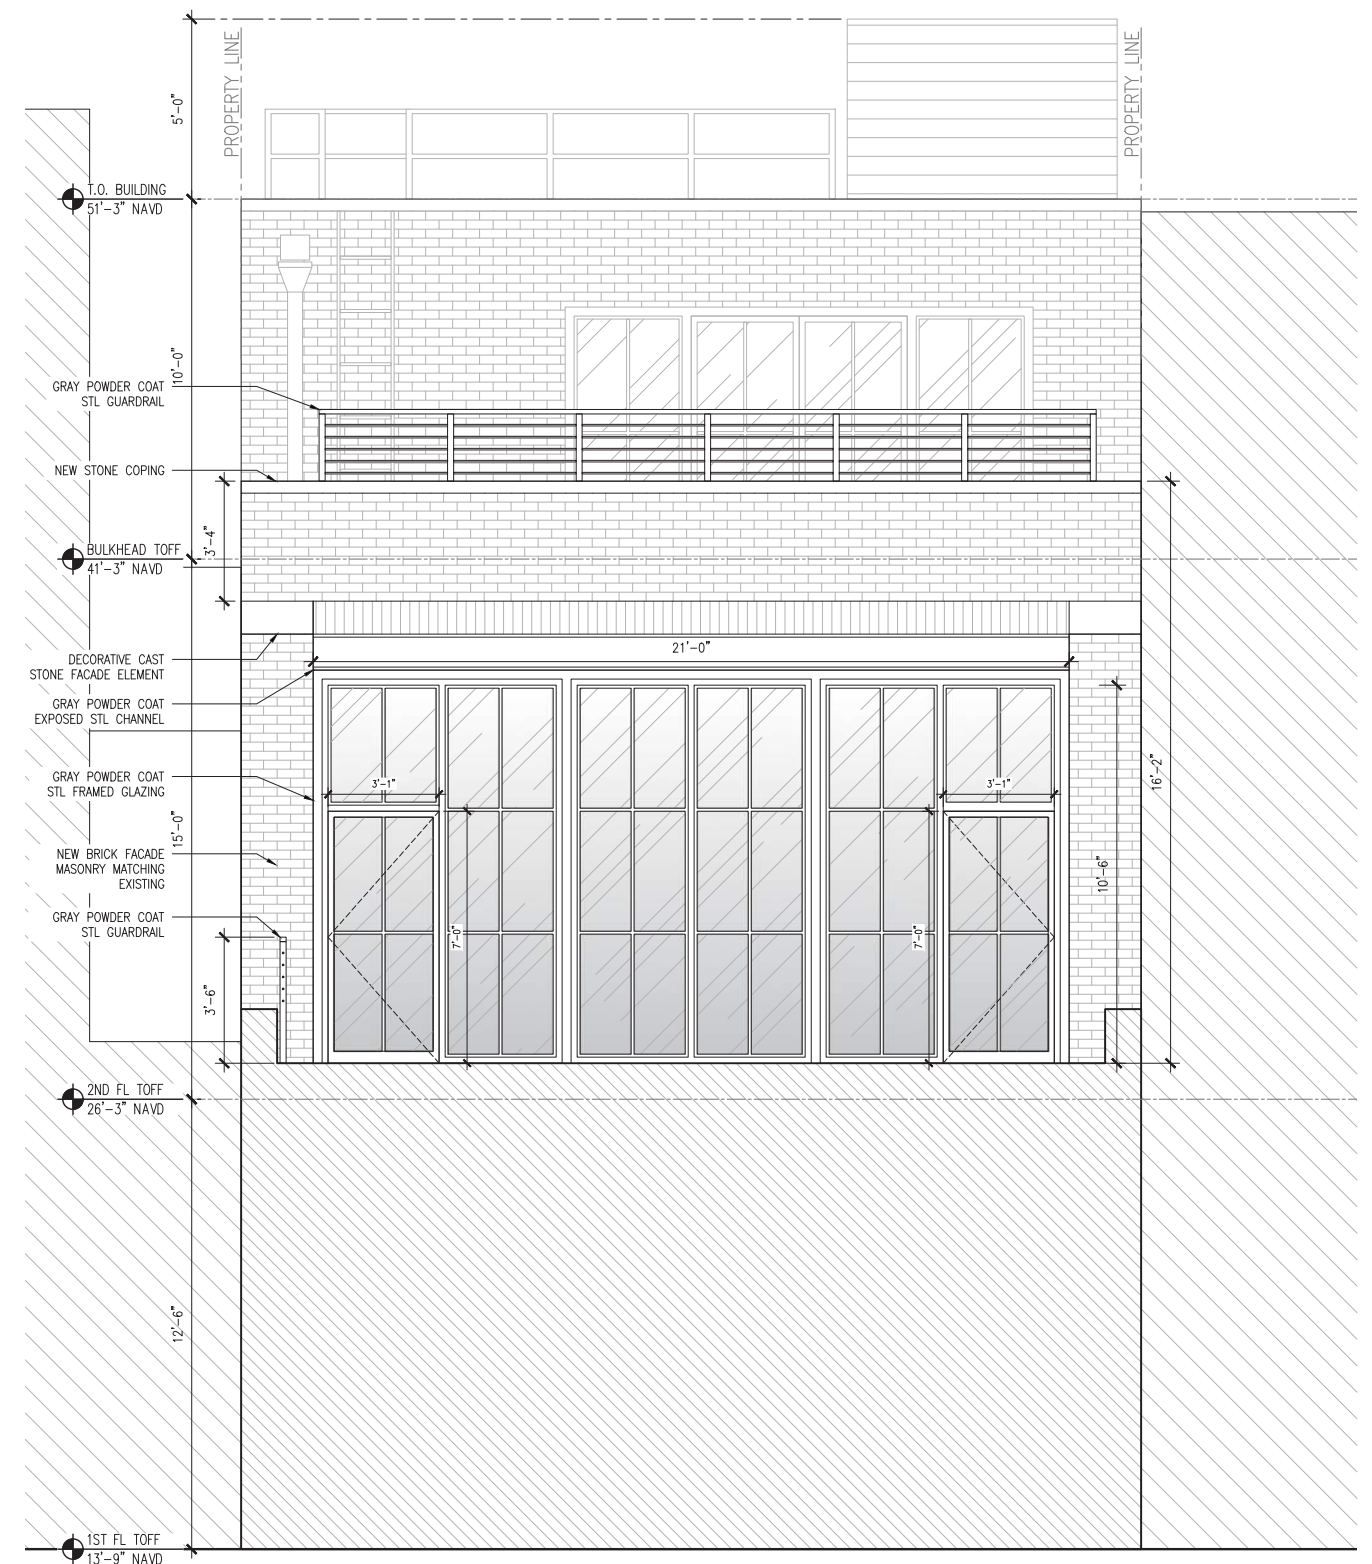 PROPERTY LINE
PROPERTY LINE
5'-0"
T.O. BUILDING
51'-3" NAVD
10'-0"
GRAY POWDER COAT
STL GUARDRAIL
NEW STONE COPING
3'-4"
BULKHEAD TOFF
41'-3" NAVD
21'-0"
DECORATIVE CAST
STONE FACADE ELEMENT
GRAY POWDER COAT
EXPOSED STL CHANNEL
GRAY POWDER COAT
STL FRAMED GLAZING
3'-1"
3'-1"
16'-2"
15'-0"
NEW BRICK FACADE
MASONRY MATCHING
EXISTING
10'-6"
GRAY POWDER COAT
STL GUARDRAIL
7'-0"
7'-0"
3'-6"
2ND FL TOFF
26'-3" NAVD
12'-6"
1ST FL TOFF
13'-9" NAVD